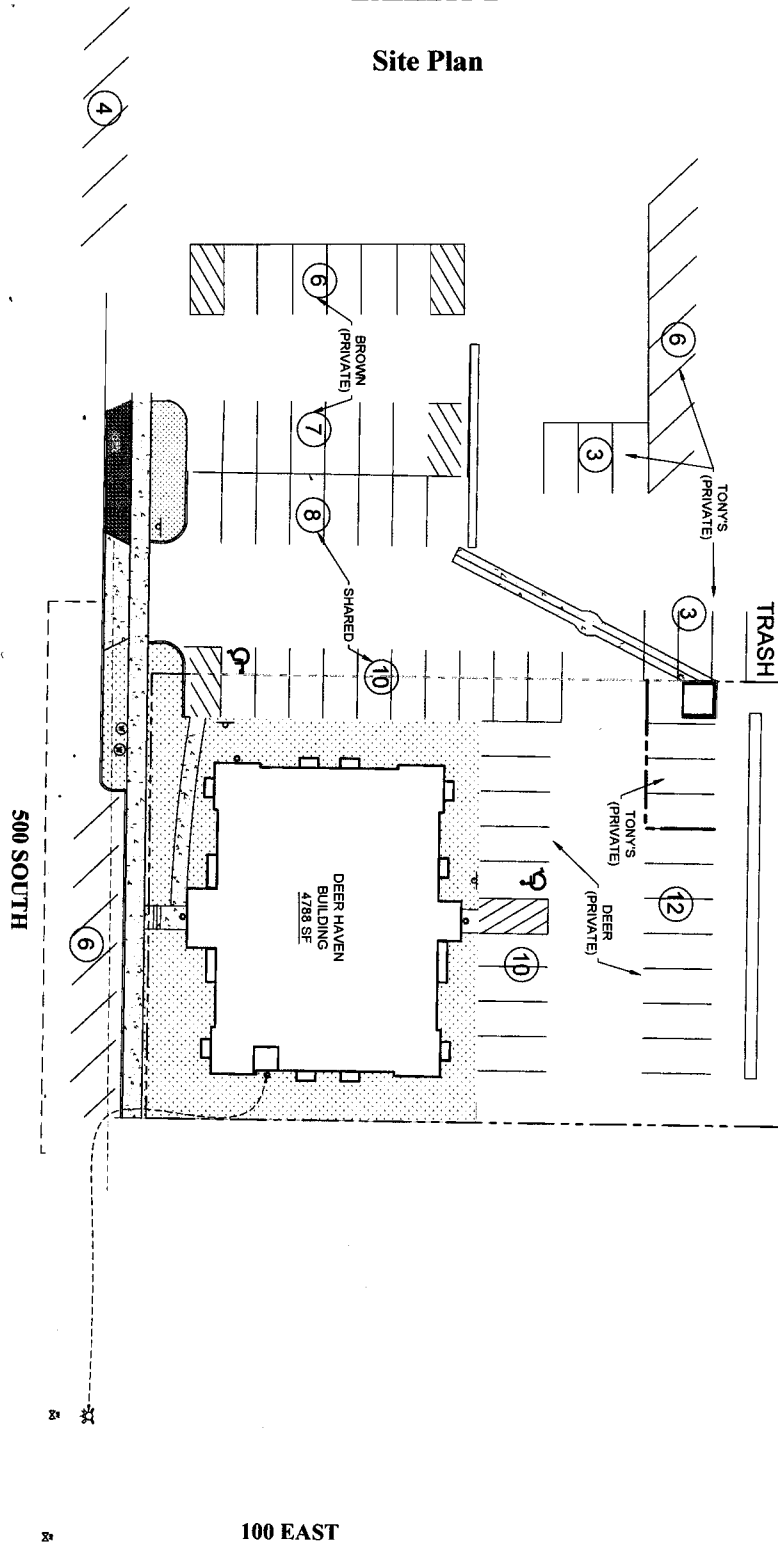 Site Plan
4
6
BROWN
(PRIVATE)
7
8
SHARED
10
6
3
TONY'S
(PRIVATE)
3
TRASH
TONY'S
(PRIVATE)
12
DEER
(PRIVATE)
10
DEER HAVEN
BUILDING
4788 SF
500 SOUTH
6
100 EAST